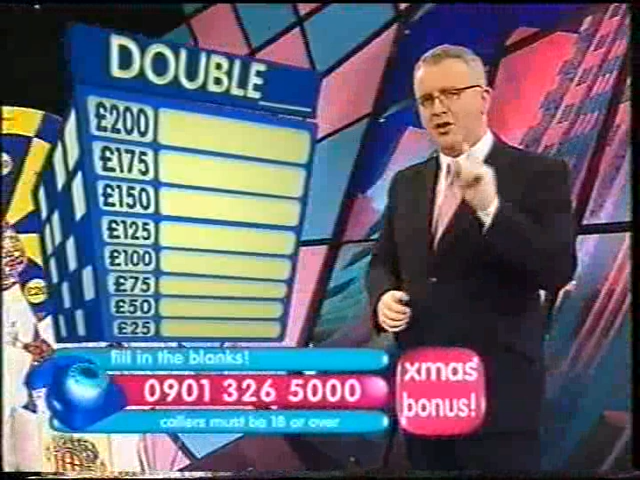 DOUBLE___
£200
£175
£150
£125
£100
£75
£50
£25
fill in the blanks!
0901 326 5000
callers must be 18 or over
xmas
bonus!